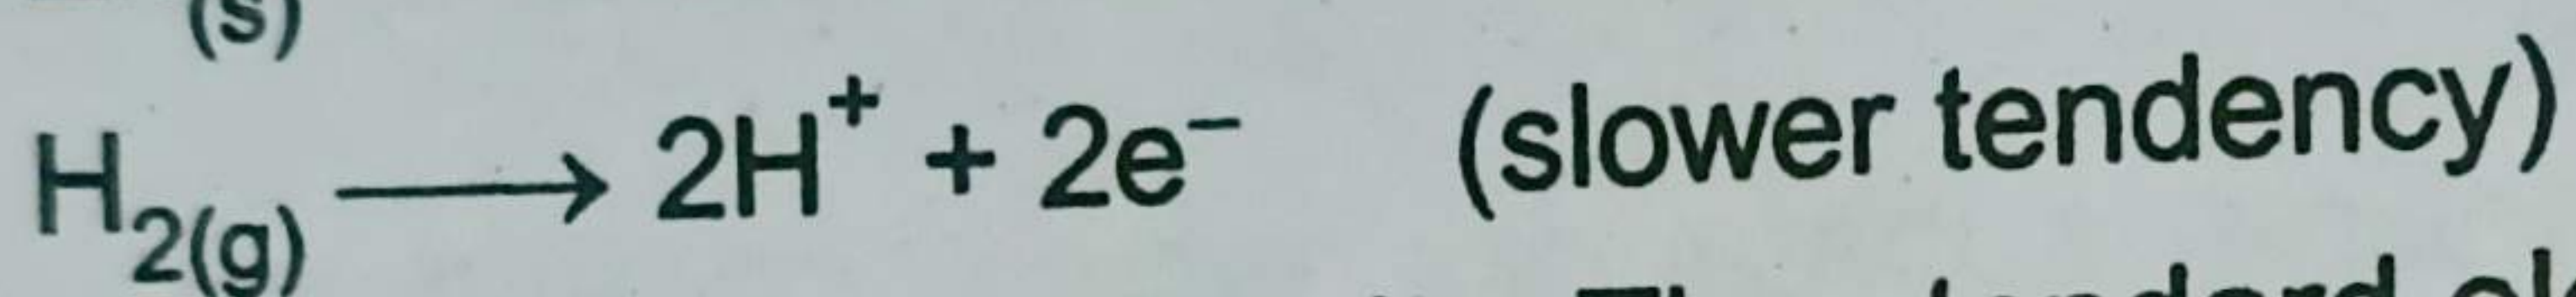 (s)
H₂(g) ⟶ 2H⁺ + 2e⁻ (slower tendency)